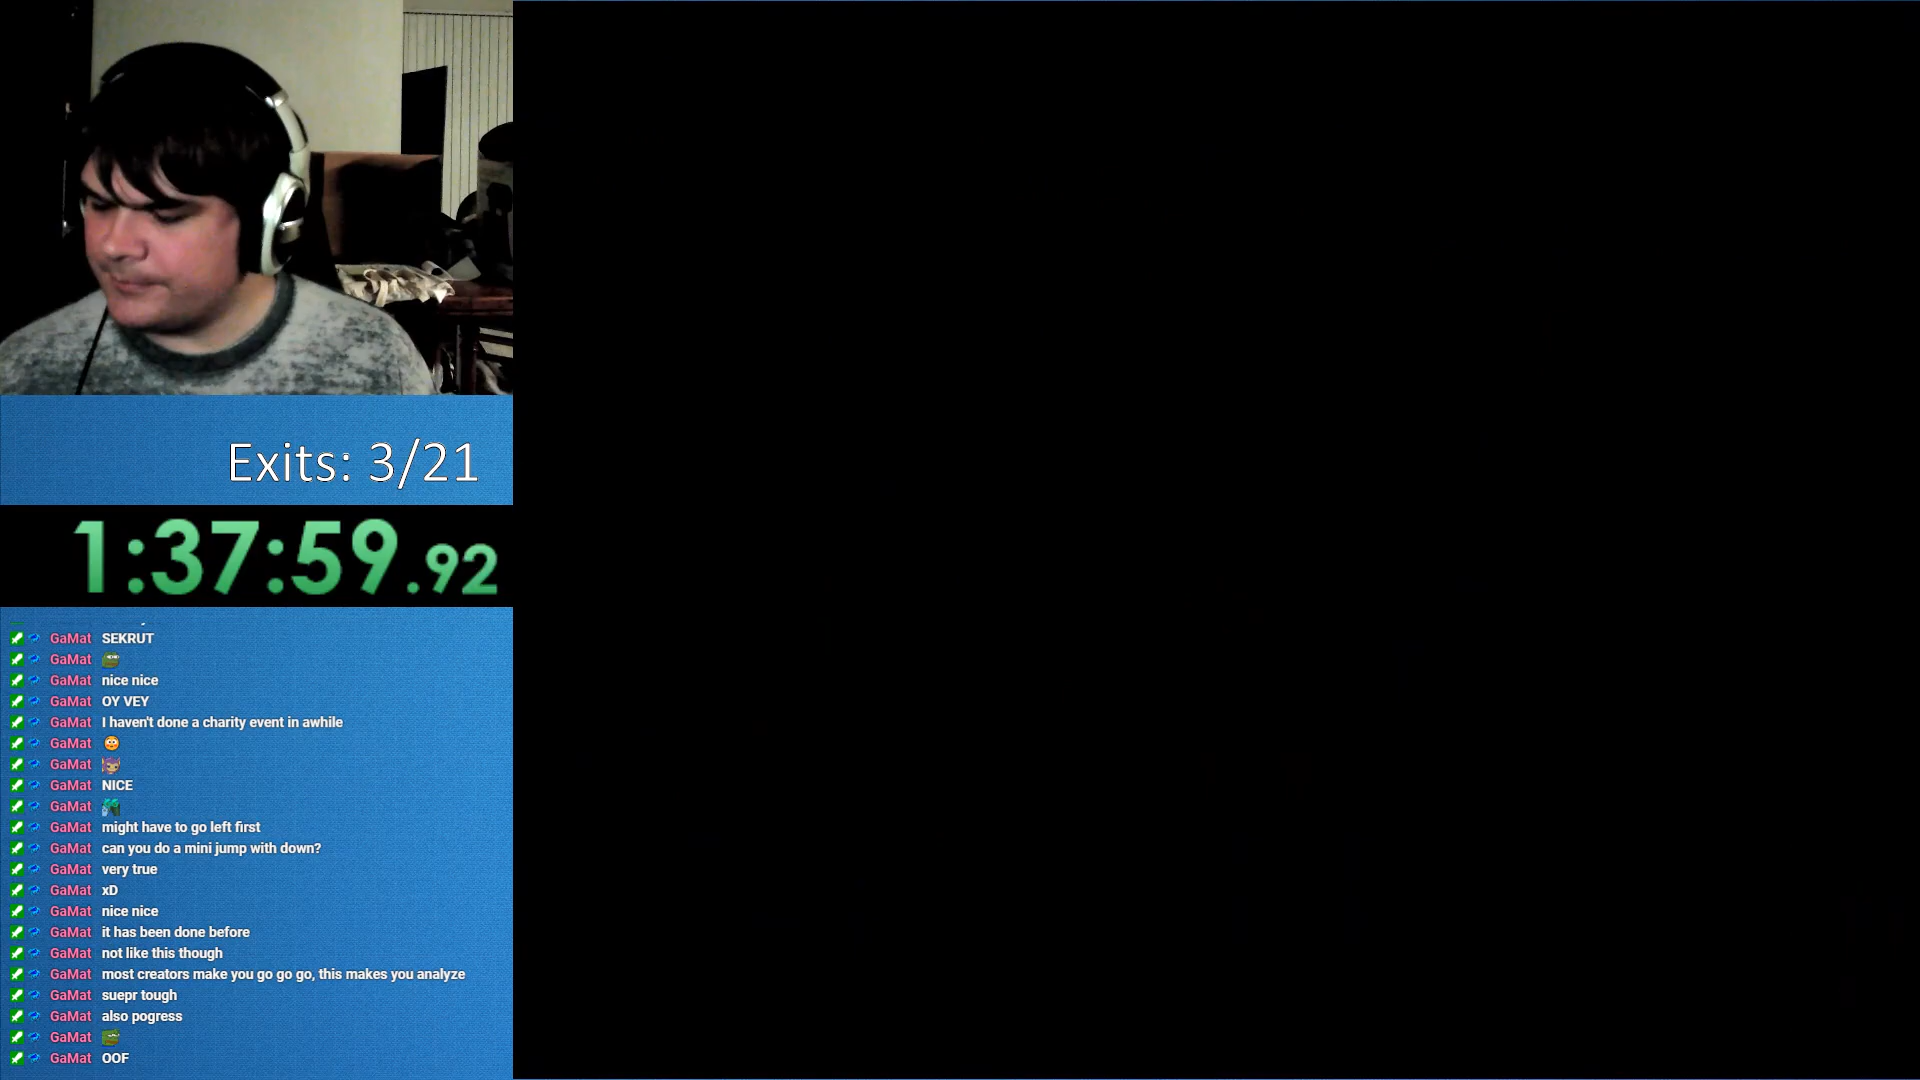 Exits: 3/21
1:37:59.92
GaMat SEKRUT
GaMat
GaMat nice nice
GaMat OY VEY
GaMat I haven't done a charity event in awhile
GaMat
GaMat
GaMat NICE
GaMat
GaMat might have to go left first
GaMat can you do a mini jump with down?
GaMat very true
GaMat xD
GaMat nice nice
GaMat it has been done before
GaMat not like this though
GaMat most creators make you go go go, this makes you analyze
GaMat suepr tough
GaMat also pogress
GaMat
GaMat OOF